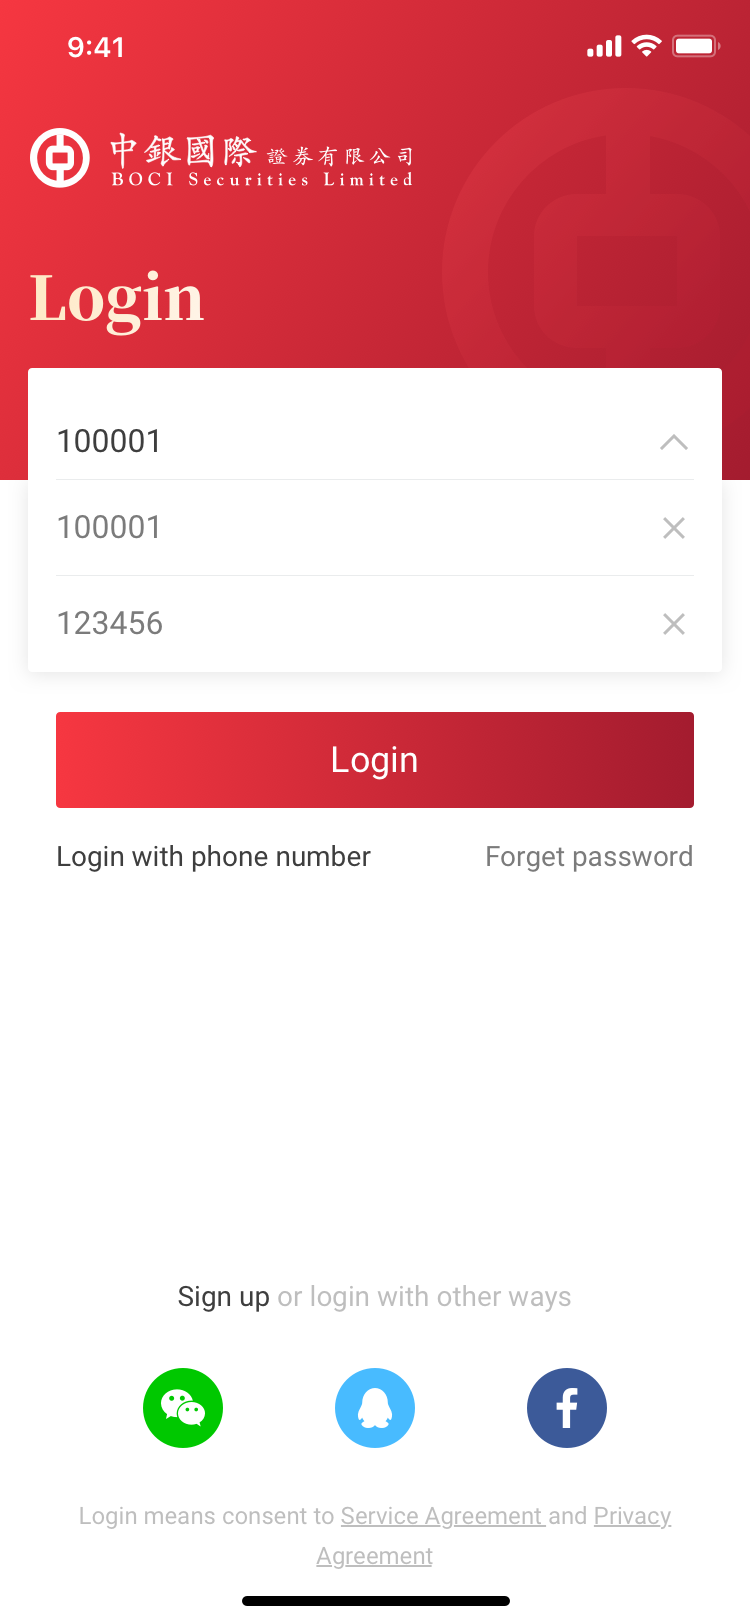 9:41
中銀國際 證券有限公司
BOCI Securities Limited
Login
100001
100001
123456
Login
Login with phone number
Forget password
Sign up or login with other ways
Login means consent to Service Agreement and Privacy
Agreement